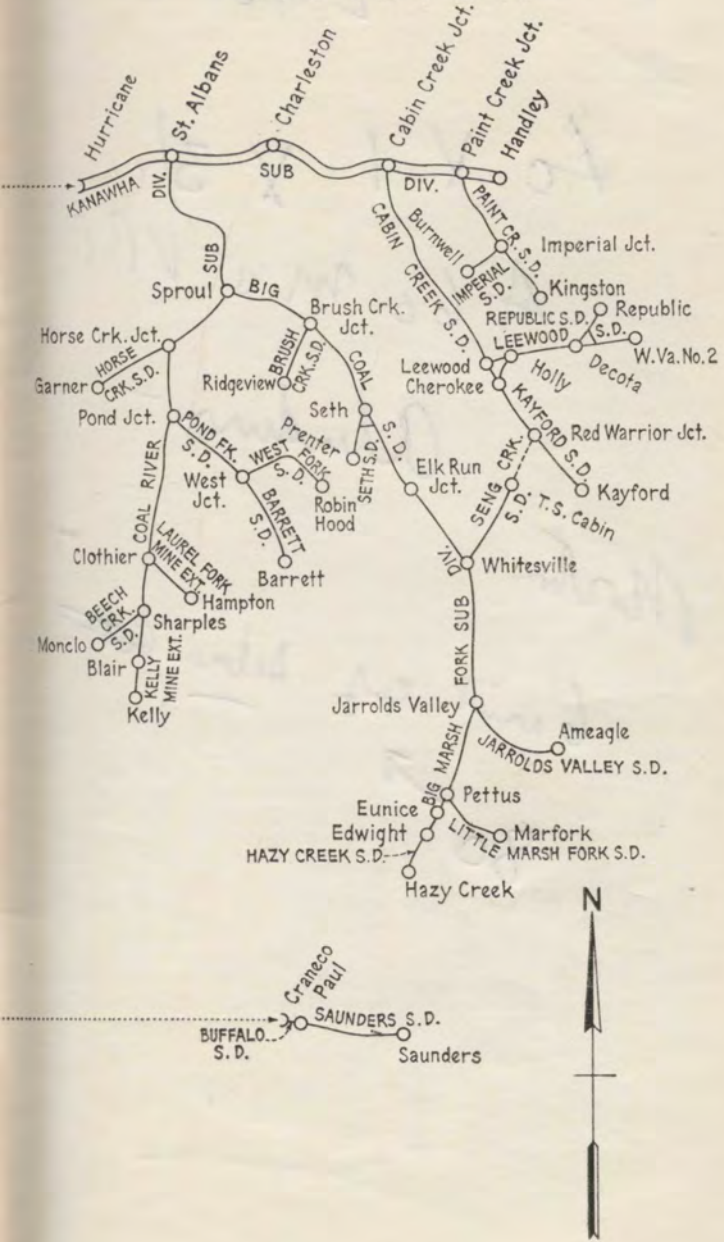 Hurricane
St. Albans
Charleston
Cabin Creek Jct.
Paint Creek Jct.
Handley
KANAWHA SUB DIV.
PAINT CR. S.D.
Imperial Jct.
Burnwell
IMPERIAL S.D.
Kingston
CABIN CREEK S.D.
REPUBLIC S.D.
Republic
LEEWOOD S.D.
W.Va. No. 2
Decota
Holly
Leewood
Cherokee
KAYFORD S.D.
Red Warrior Jct.
Kayford
SENG CRK. S.D.
T.S. Cabin
COAL RIVER SUB DIV.
Sproul
BIG COAL S.D.
Brush Crk. Jct.
BRUSH CRK. S.D.
Ridgeview
Horse Crk. Jct.
HORSE CRK. S.D.
Garner
Seth
Prenter
SETH S.D.
Pond Jct.
POND FK. S.D.
WEST FORK S.D.
West Jct.
Robin Hood
BARRETT S.D.
Barrett
Elk Run Jct.
Whitesville
Clothier
LAUREL FORK MINE EXT.
Hampton
BEECH CRK. S.D.
Sharples
Monclo
Blair
KELLY MINE EXT.
Kelly
BIG MARSH FORK SUB DIV.
Jarrolds Valley
Ameagle
JARROLDS VALLEY S.D.
Pettus
Eunice
Edwight
Marfork
LITTLE MARSH FORK S.D.
HAZY CREEK S.D.
Hazy Creek
N
Craneco
Paul
SAUNDERS S.D.
BUFFALO S.D.
Saunders